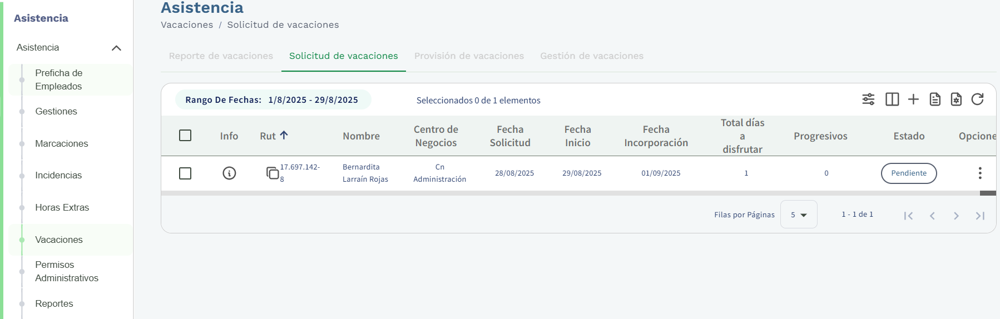 Asistencia
Asistencia
Preficha de
Empleados
Gestiones
Marcaciones
Incidencias
Horas Extras
Vacaciones
Permisos
Administrativos
Reportes
Asistencia
Vacaciones / Solicitud de vacaciones
Reporte de vacaciones Solicitud de vacaciones Provisión de vacaciones Gestión de vacaciones
Rango De Fechas: 1/8/2025 - 29/8/2025 Seleccionados 0 de 1 elementos
Info Rut Nombre Centro de Negocios Fecha Solicitud Fecha Inicio Fecha Incorporación Total días a disfrutar Progresivos Estado Opcione
17.697.142-8 Bernardita Larraín Rojas Cn Administración 28/08/2025 29/08/2025 01/09/2025 1 0 Pendiente
Filas por Páginas 5 1 - 1 de 1